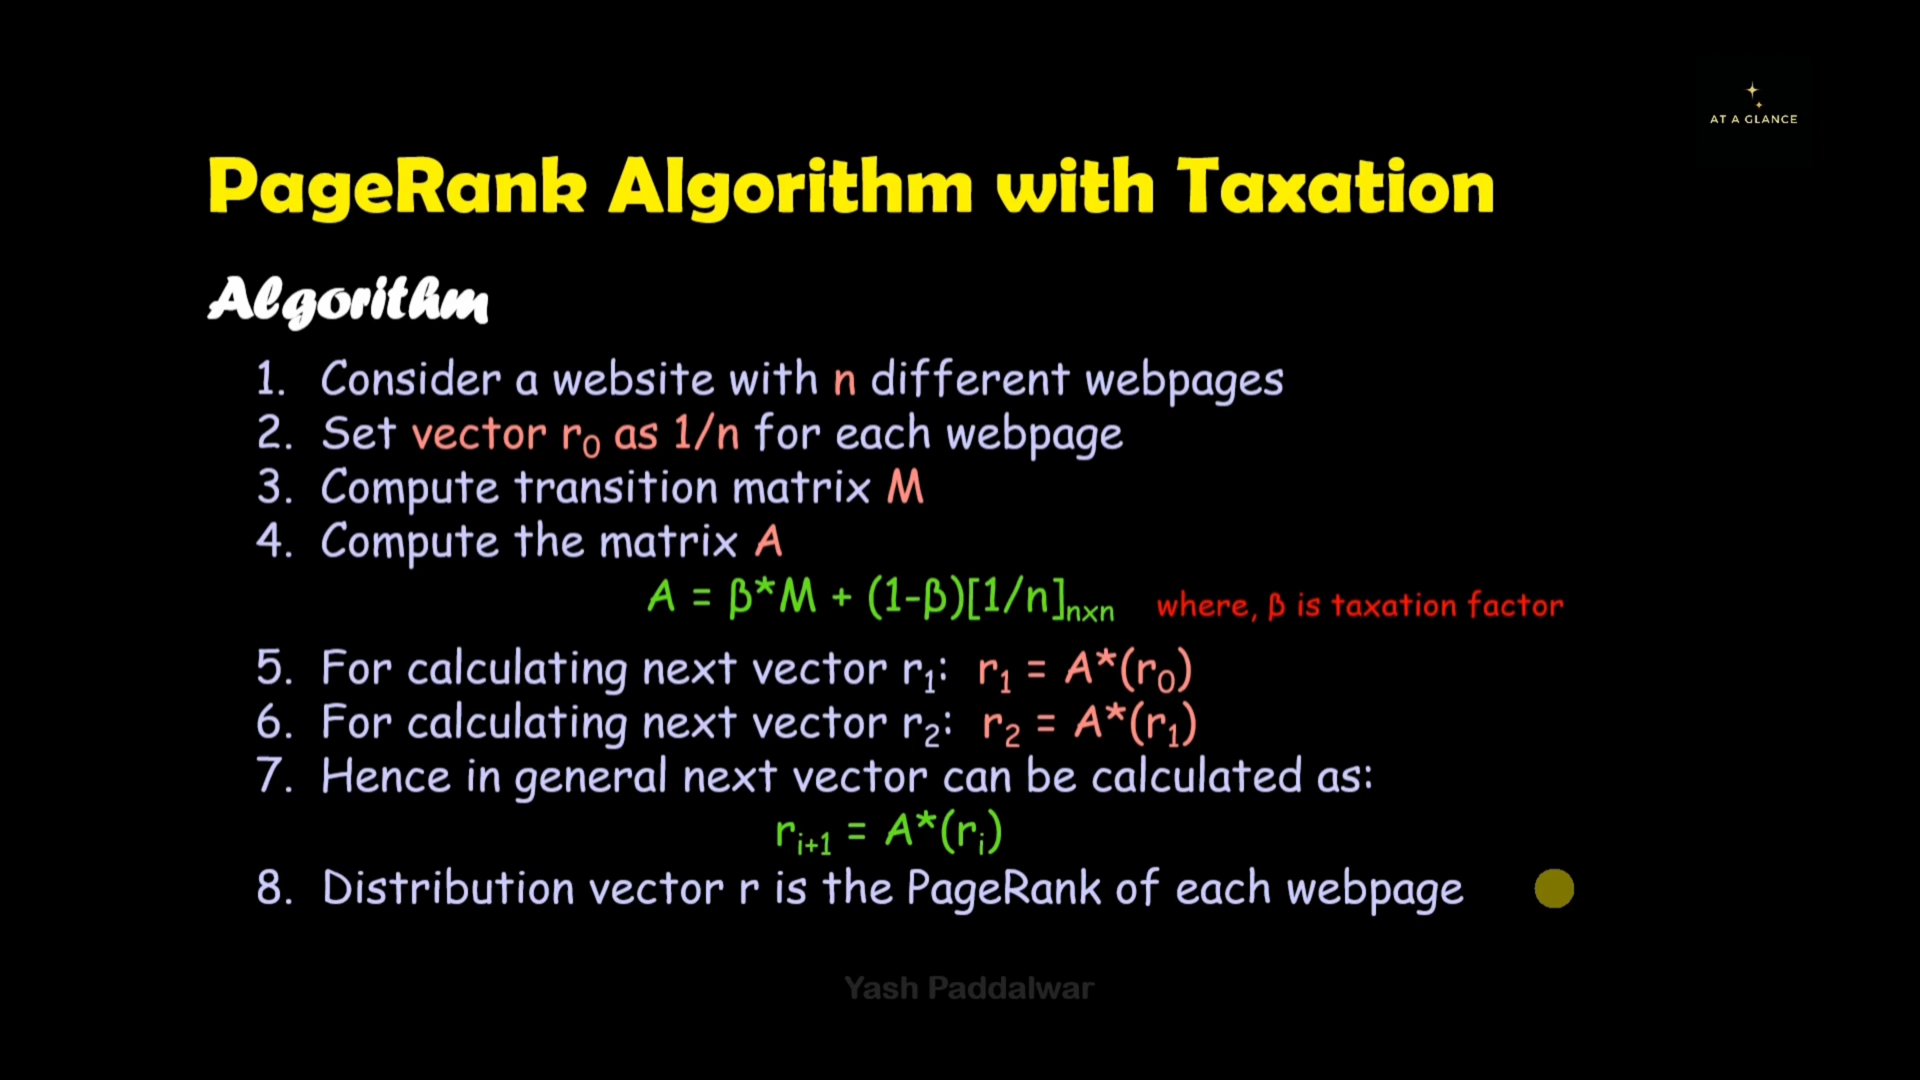 AT A GLANCE
PageRank Algorithm with Taxation
Algorithm
1. Consider a website with n different webpages
2. Set vector r₀ as 1/n for each webpage
3. Compute transition matrix M
4. Compute the matrix A
A = β*M + (1-β)[1/n]ₙₓₙ where, β is taxation factor
5. For calculating next vector r₁: r₁ = A*(r₀)
6. For calculating next vector r₂: r₂ = A*(r₁)
7. Hence in general next vector can be calculated as:
rᵢ₊₁ = A*(rᵢ)
8. Distribution vector r is the PageRank of each webpage
Yash Paddalwar